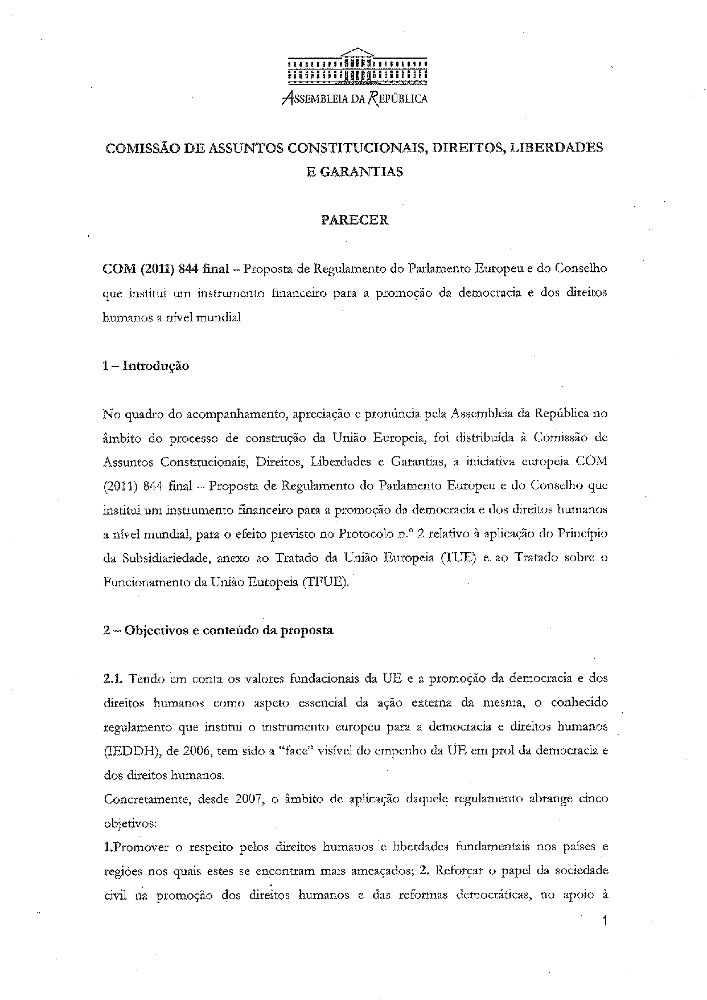 ASSEMBLEIA DA REPÚBLICA
COMISSÃO DE ASSUNTOS CONSTITUCIONAIS, DIREITOS, LIBERDADES
E GARANTIAS
PARECER
COM (2011) 844 final – Proposta de Regulamento do Parlamento Europeu e do Conselho
que institui um instrumento financeiro para a promoção da democracia e dos direitos
humanos a nível mundial
1 – Introdução
No quadro do acompanhamento, apreciação e pronúncia pela Assembleia da República no
âmbito do processo de construção da União Europeia, foi distribuída à Comissão de
Assuntos Constitucionais, Direitos, Liberdades e Garantias, a iniciativa europeia COM
(2011) 844 final – Proposta de Regulamento do Parlamento Europeu e do Conselho que
institui um instrumento financeiro para a promoção da democracia e dos direitos humanos
a nível mundial, para o efeito previsto no Protocolo n.º 2 relativo à aplicação do Princípio
da Subsidiariedade, anexo ao Tratado da União Europeia (TUE) e ao Tratado sobre o
Funcionamento da União Europeia (TFUE).
2 – Objectivos e conteúdo da proposta
2.1. Tendo em conta os valores fundacionais da UE e a promoção da democracia e dos
direitos humanos como aspeto essencial da ação externa da mesma, o conhecido
regulamento que institui o instrumento europeu para a democracia e direitos humanos
(IEDDH), de 2006, tem sido a “face” visível do empenho da UE em prol da democracia e
dos direitos humanos.
Concretamente, desde 2007, o âmbito de aplicação daquele regulamento abrange cinco
objetivos:
1.Promover o respeito pelos direitos humanos e liberdades fundamentais nos países e
regiões nos quais estes se encontram mais ameaçados; 2. Reforçar o papel da sociedade
civil na promoção dos direitos humanos e das reformas democráticas, no apoio à
1